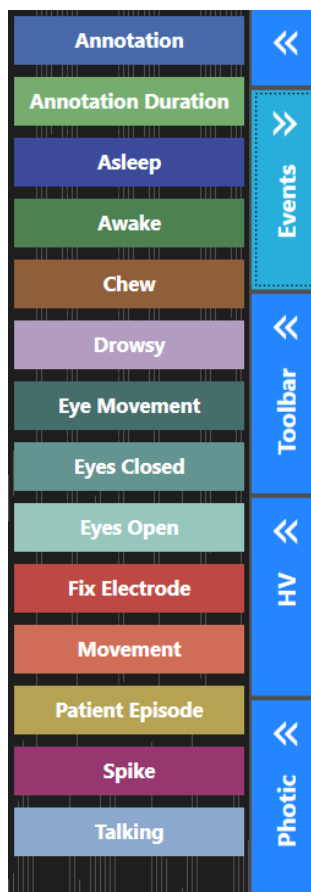 Annotation
Annotation Duration
Asleep
Awake
Chew
Drowsy
Eye Movement
Eyes Closed
Eyes Open
Fix Electrode
Movement
Patient Episode
Spike
Talking
Events
Toolbar
HV
Photic